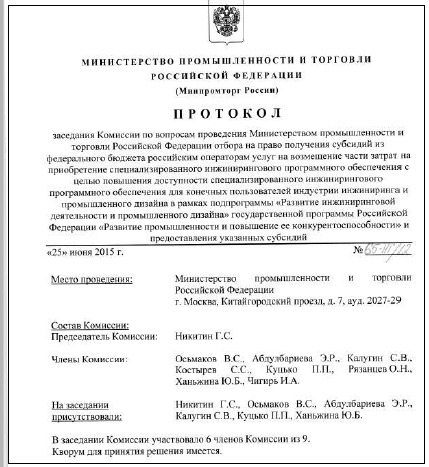 МИНИСТЕРСТВО ПРОМЫШЛЕННОСТИ И ТОРГОВЛИ
РОССИЙСКОЙ ФЕДЕРАЦИИ
(Минпромторг России)
ПРОТОКОЛ
заседания Комиссии по вопросам проведения Министерством промышленности и
торговли Российской Федерации отбора на право получения субсидий из
федерального бюджета российским операторам услуг на возмещение части затрат на
приобретение специализированного инжинирингового программного обеспечения с
целью повышения доступности специализированного инжинирингового
программного обеспечения для конечных пользователей индустрии инжиниринга и
промышленного дизайна в рамках подпрограммы «Развитие инжиниринговой
деятельности и промышленного дизайна» государственной программы Российской
Федерации «Развитие промышленности и повышение ее конкурентоспособности» и
предоставления указанных субсидий
«25» июня 2015 г. №
Место проведения: Министерство промышленности и торговли
Российской Федерации
г. Москва, Китайгородский проезд, д. 7, ауд. 2027-29
Состав Комиссии:
Председатель Комиссии: Никитин Г.С.
Члены Комиссии: Осьмаков В.С., Абдулбариева Э.Р., Калугин С.В.,
Костырев С.С., Куцько П.П., Рязанцев О.Н.,
Ханьжина Ю.Б., Чигирь И.А.
На заседании Никитин Г.С., Осьмаков В.С., Абдулбариева Э.Р.,
присутствовали: Калугин С.В., Куцько П.П., Ханьжина Ю.Б.
В заседании Комиссии участвовало 6 членов Комиссии из 9.
Кворум для принятия решения имеется.